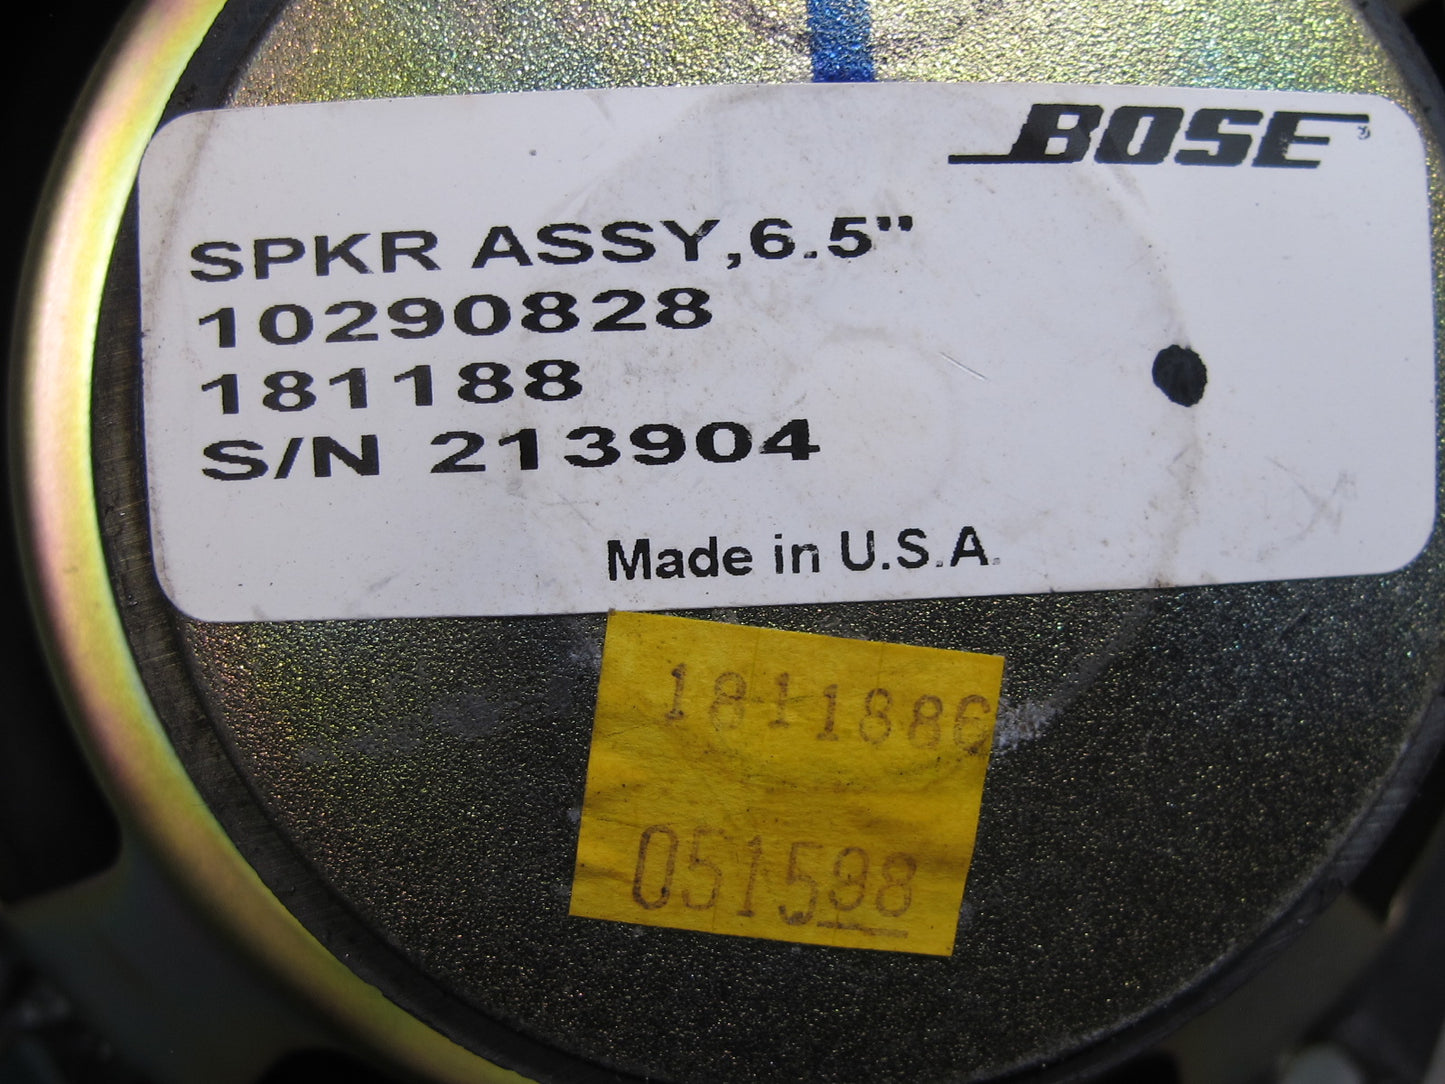 BOSE
SPKR ASSY,6.5"
10290828
181188
S/N 213904
Made in U.S.A.
1811886
051598